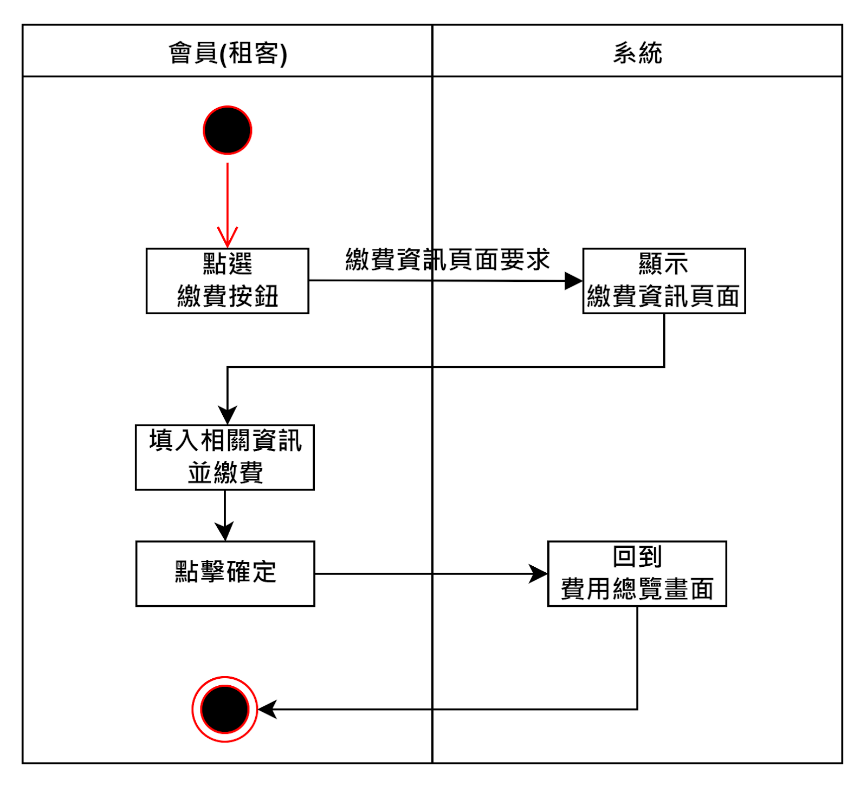 會員(租客)
系統
點選
繳費按鈕
繳費資訊頁面要求
顯示
繳費資訊頁面
填入相關資訊
並繳費
點擊確定
回到
費用總覽畫面